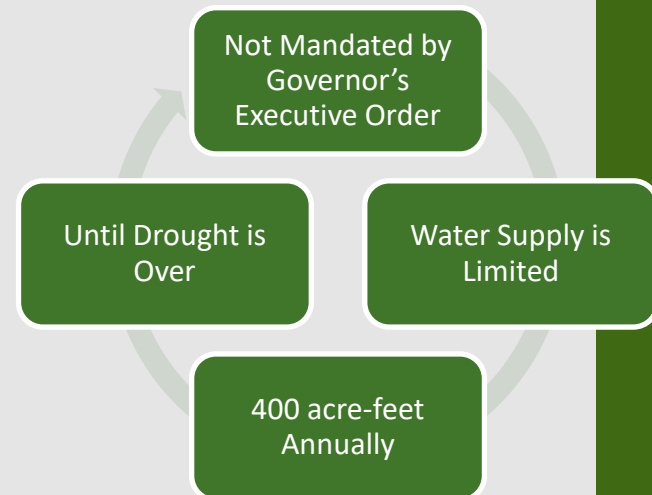 Not Mandated by
Governor’s
Executive Order
Water Supply is
Limited
400 acre-feet
Annually
Until Drought is
Over